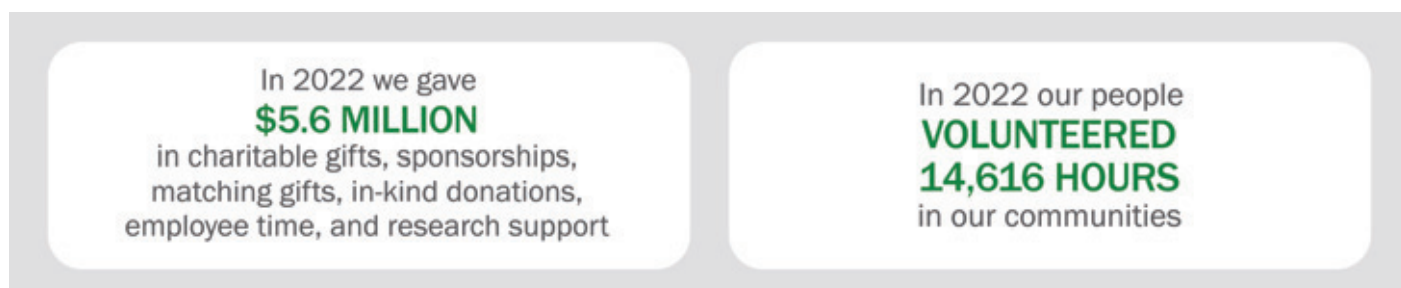 In 2022 we gave
$5.6 MILLION
in charitable gifts, sponsorships,
matching gifts, in-kind donations,
employee time, and research support
In 2022 our people
VOLUNTEERED
14,616 HOURS
in our communities